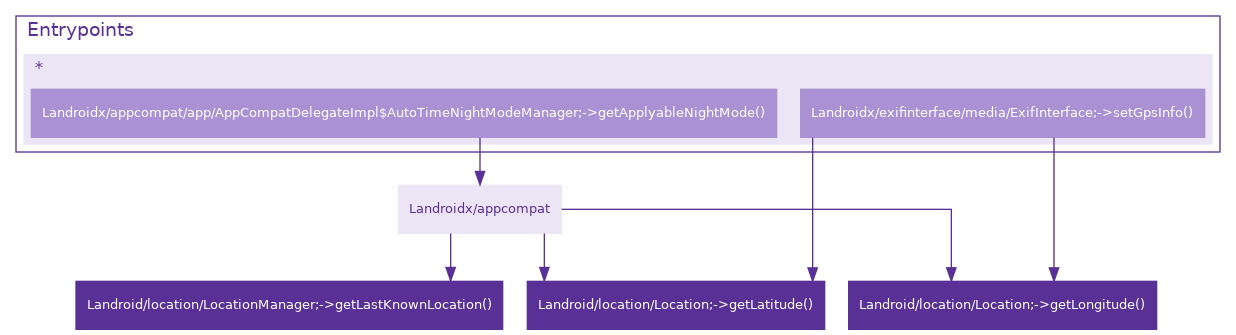 Entrypoints
*
Landroidx/appcompat/app/AppCompatDelegateImpl$AutoTimeNightModeManager;->getApplyableNightMode()
Landroidx/exifinterface/media/ExifInterface;->setGpsInfo()
Landroidx/appcompat
Landroid/location/LocationManager;->getLastKnownLocation()
Landroid/location/Location;->getLatitude()
Landroid/location/Location;->getLongitude()